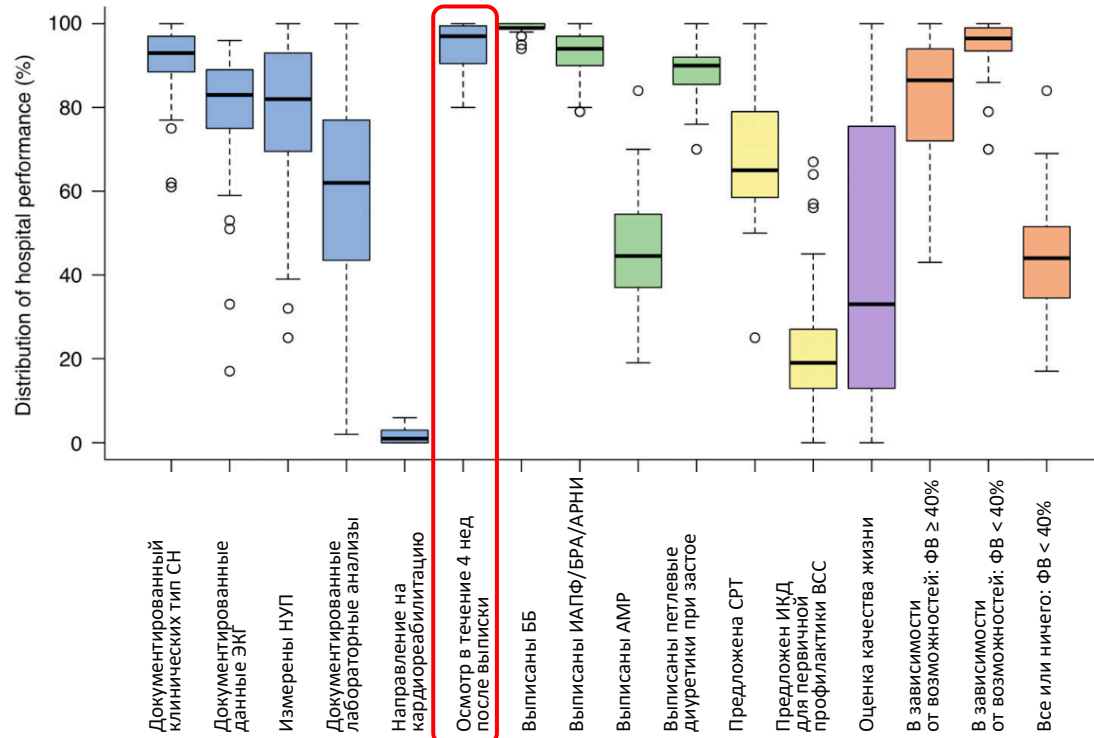 Distribution of hospital performance (%)
100
80
60
40
20
0
Документированный
клинических тип СН
Документированные
данные ЭКГ
Измерены НУП
Документированные
лабораторные анализы
Направление на
кардиореабилитацию
Осмотр в течение 4 нед
после выписки
Выписаны ББ
Выписаны ИАПФ/БРА/АРНИ
Выписаны АМР
Выписаны петлевые
диуретики при застое
Предложена СРТ
Предложен ИКД
для первичной
профилактики ВСС
Оценка качества жизни
В зависимости
от возможностей: ФВ ≥ 40%
В зависимости
от возможностей: ФВ < 40%
Все или ничего: ФВ < 40%